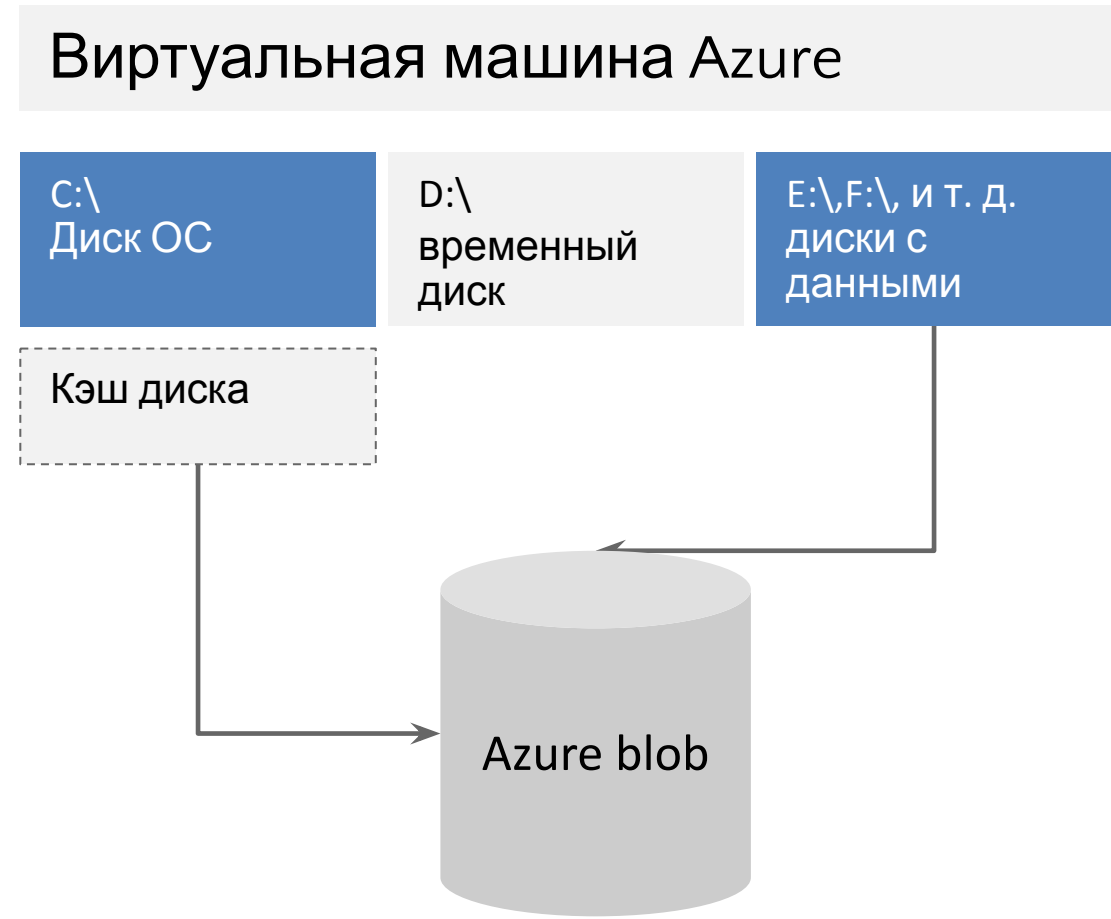 Виртуальная машина Azure
C:\
Диск ОС
D:\
временный
диск
E:\,F:\, и т. д.
диски с
данными
Кэш диска
Azure blob